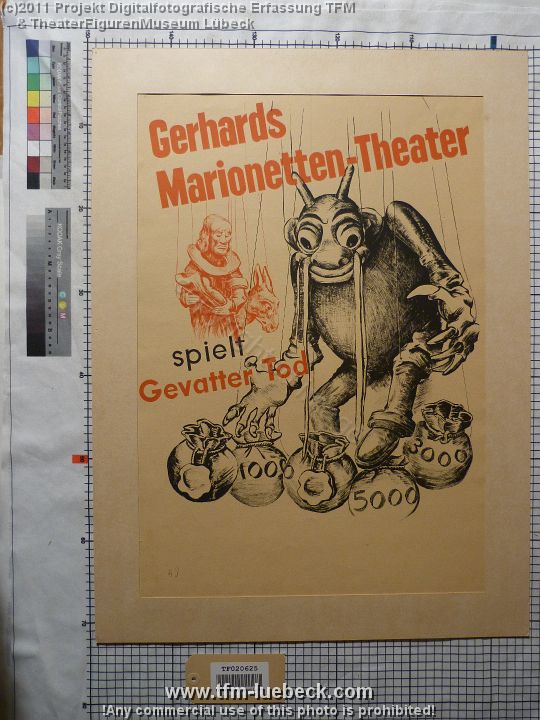 (c)2011 Projekt Digitalfotografische Erfassung TFM
& TheaterFigurenMuseum Lübeck
Gerhards
Marionetten-Theater
spielt
Gevatter Tod
1000
5000
3000
TF020625
www.tfm-luebeck.com
!Any commercial use of this photo is prohibited!